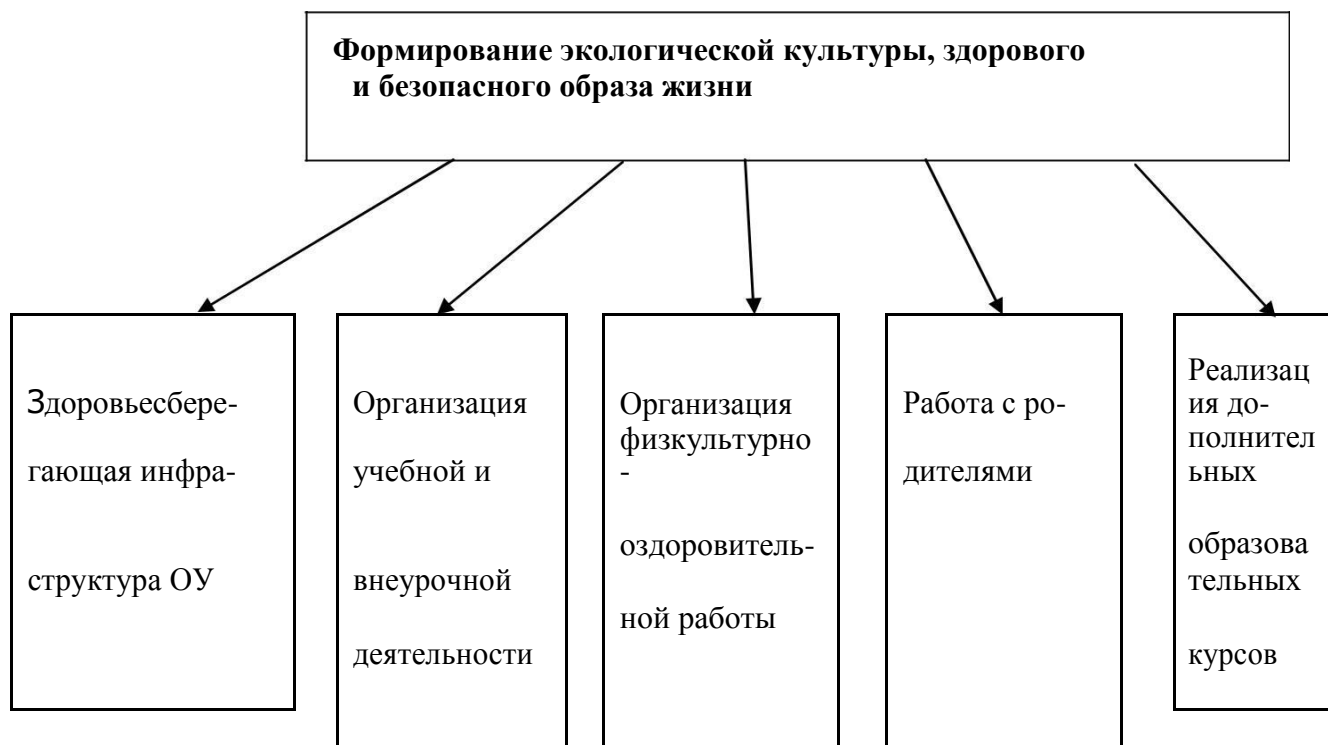 Формирование экологической культуры, здорового
и безопасного образа жизни
Здоровьесбере-
гающая инфра-
структура ОУ
Организация
учебной и
внеурочной
деятельности
Организация
физкультурно
-
оздоровитель-
ной работы
Работа с ро-
дителями
Реализац
ия до-
полнител
ьных
образова
тельных
курсов